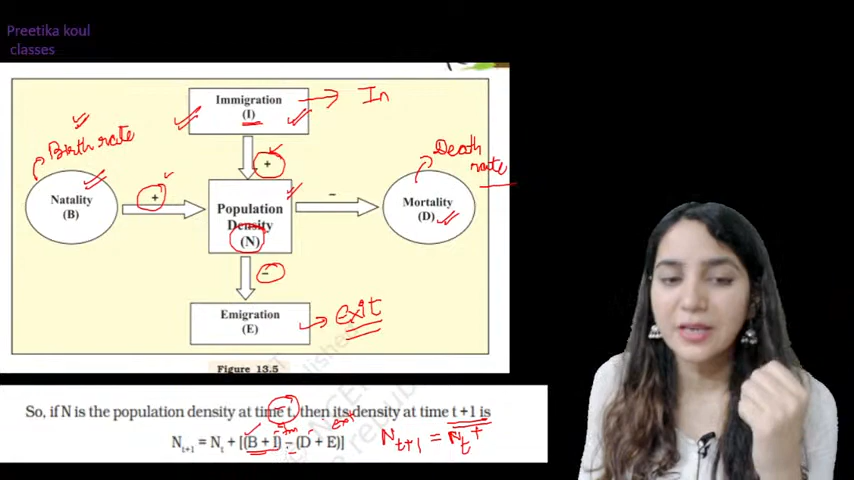 Preetika koul
classes
Immigration
(I)
In
+
Birth rate
Death
rate
Natality
(B)
+
Population
Density
(N)
–
Mortality
(D)
–
Emigration
(E)
exit
Figure 13.5
So, if N is the population density at time t, then its density at time t +1 is
Nt+1 = Nt + [(B + I) – (D + E)]
Nt+1 = Nt +